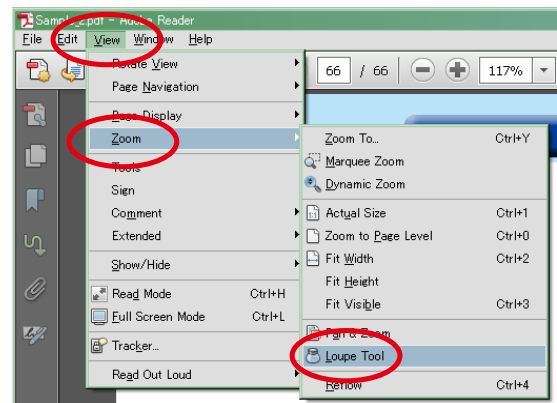 Sample_2.pdf - Adobe Reader
File Edit View Window Help
66 / 66 117%
Rotate View
Page Navigation
Page Display
Zoom
Tools
Sign
Comment
Extended
Show/Hide
Read Mode Ctrl+H
Full Screen Mode Ctrl+L
Tracker...
Read Out Loud
Zoom To... Ctrl+Y
Marquee Zoom
Dynamic Zoom
Actual Size Ctrl+1
Zoom to Page Level Ctrl+0
Fit Width Ctrl+2
Fit Height
Fit Visible Ctrl+3
Pan & Zoom
Loupe Tool
Reflow Ctrl+4